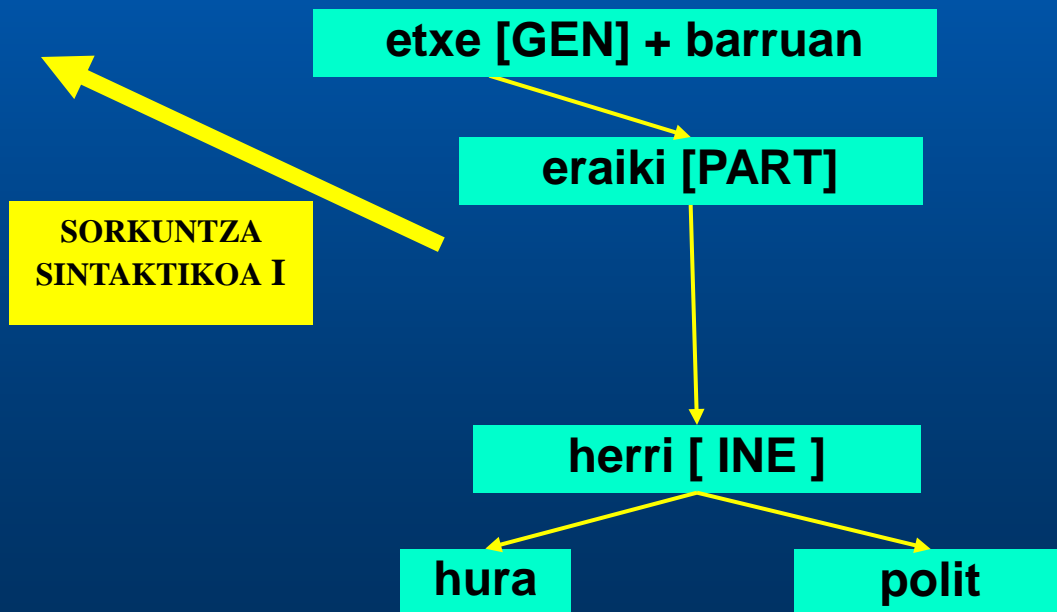 etxe [GEN] + barruan
eraiki [PART]
SORKUNTZA
SINTAKTIKOA I
herri [ INE ]
hura
polit